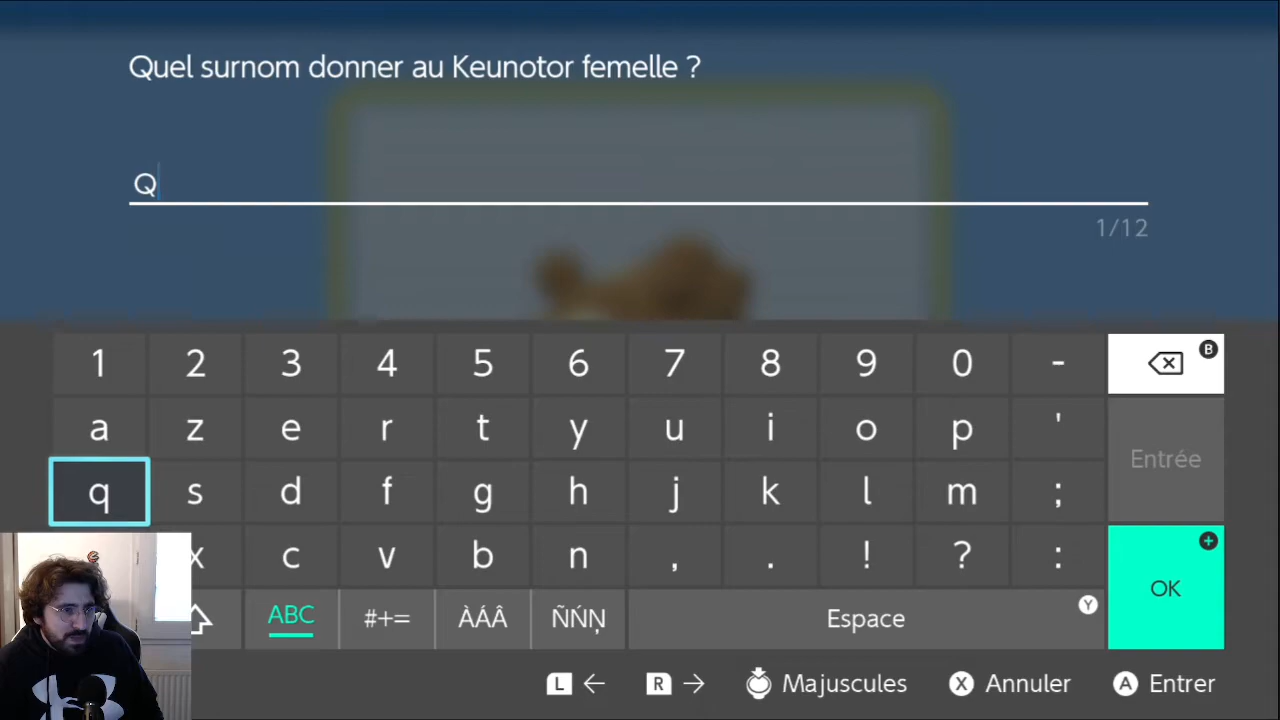 Quel surnom donner au Keunotor femelle ?
Q
1/12
1 2 3 4 5 6 7 8 9 0 - B
a z e r t y u i o p ' Entrée
q s d f g h j k l m ;
x c v b n , . ! ? : OK +
ABC #+= ÀÁÂ ÑŃŅ Espace Y
L ← R → Majuscules X Annuler A Entrer